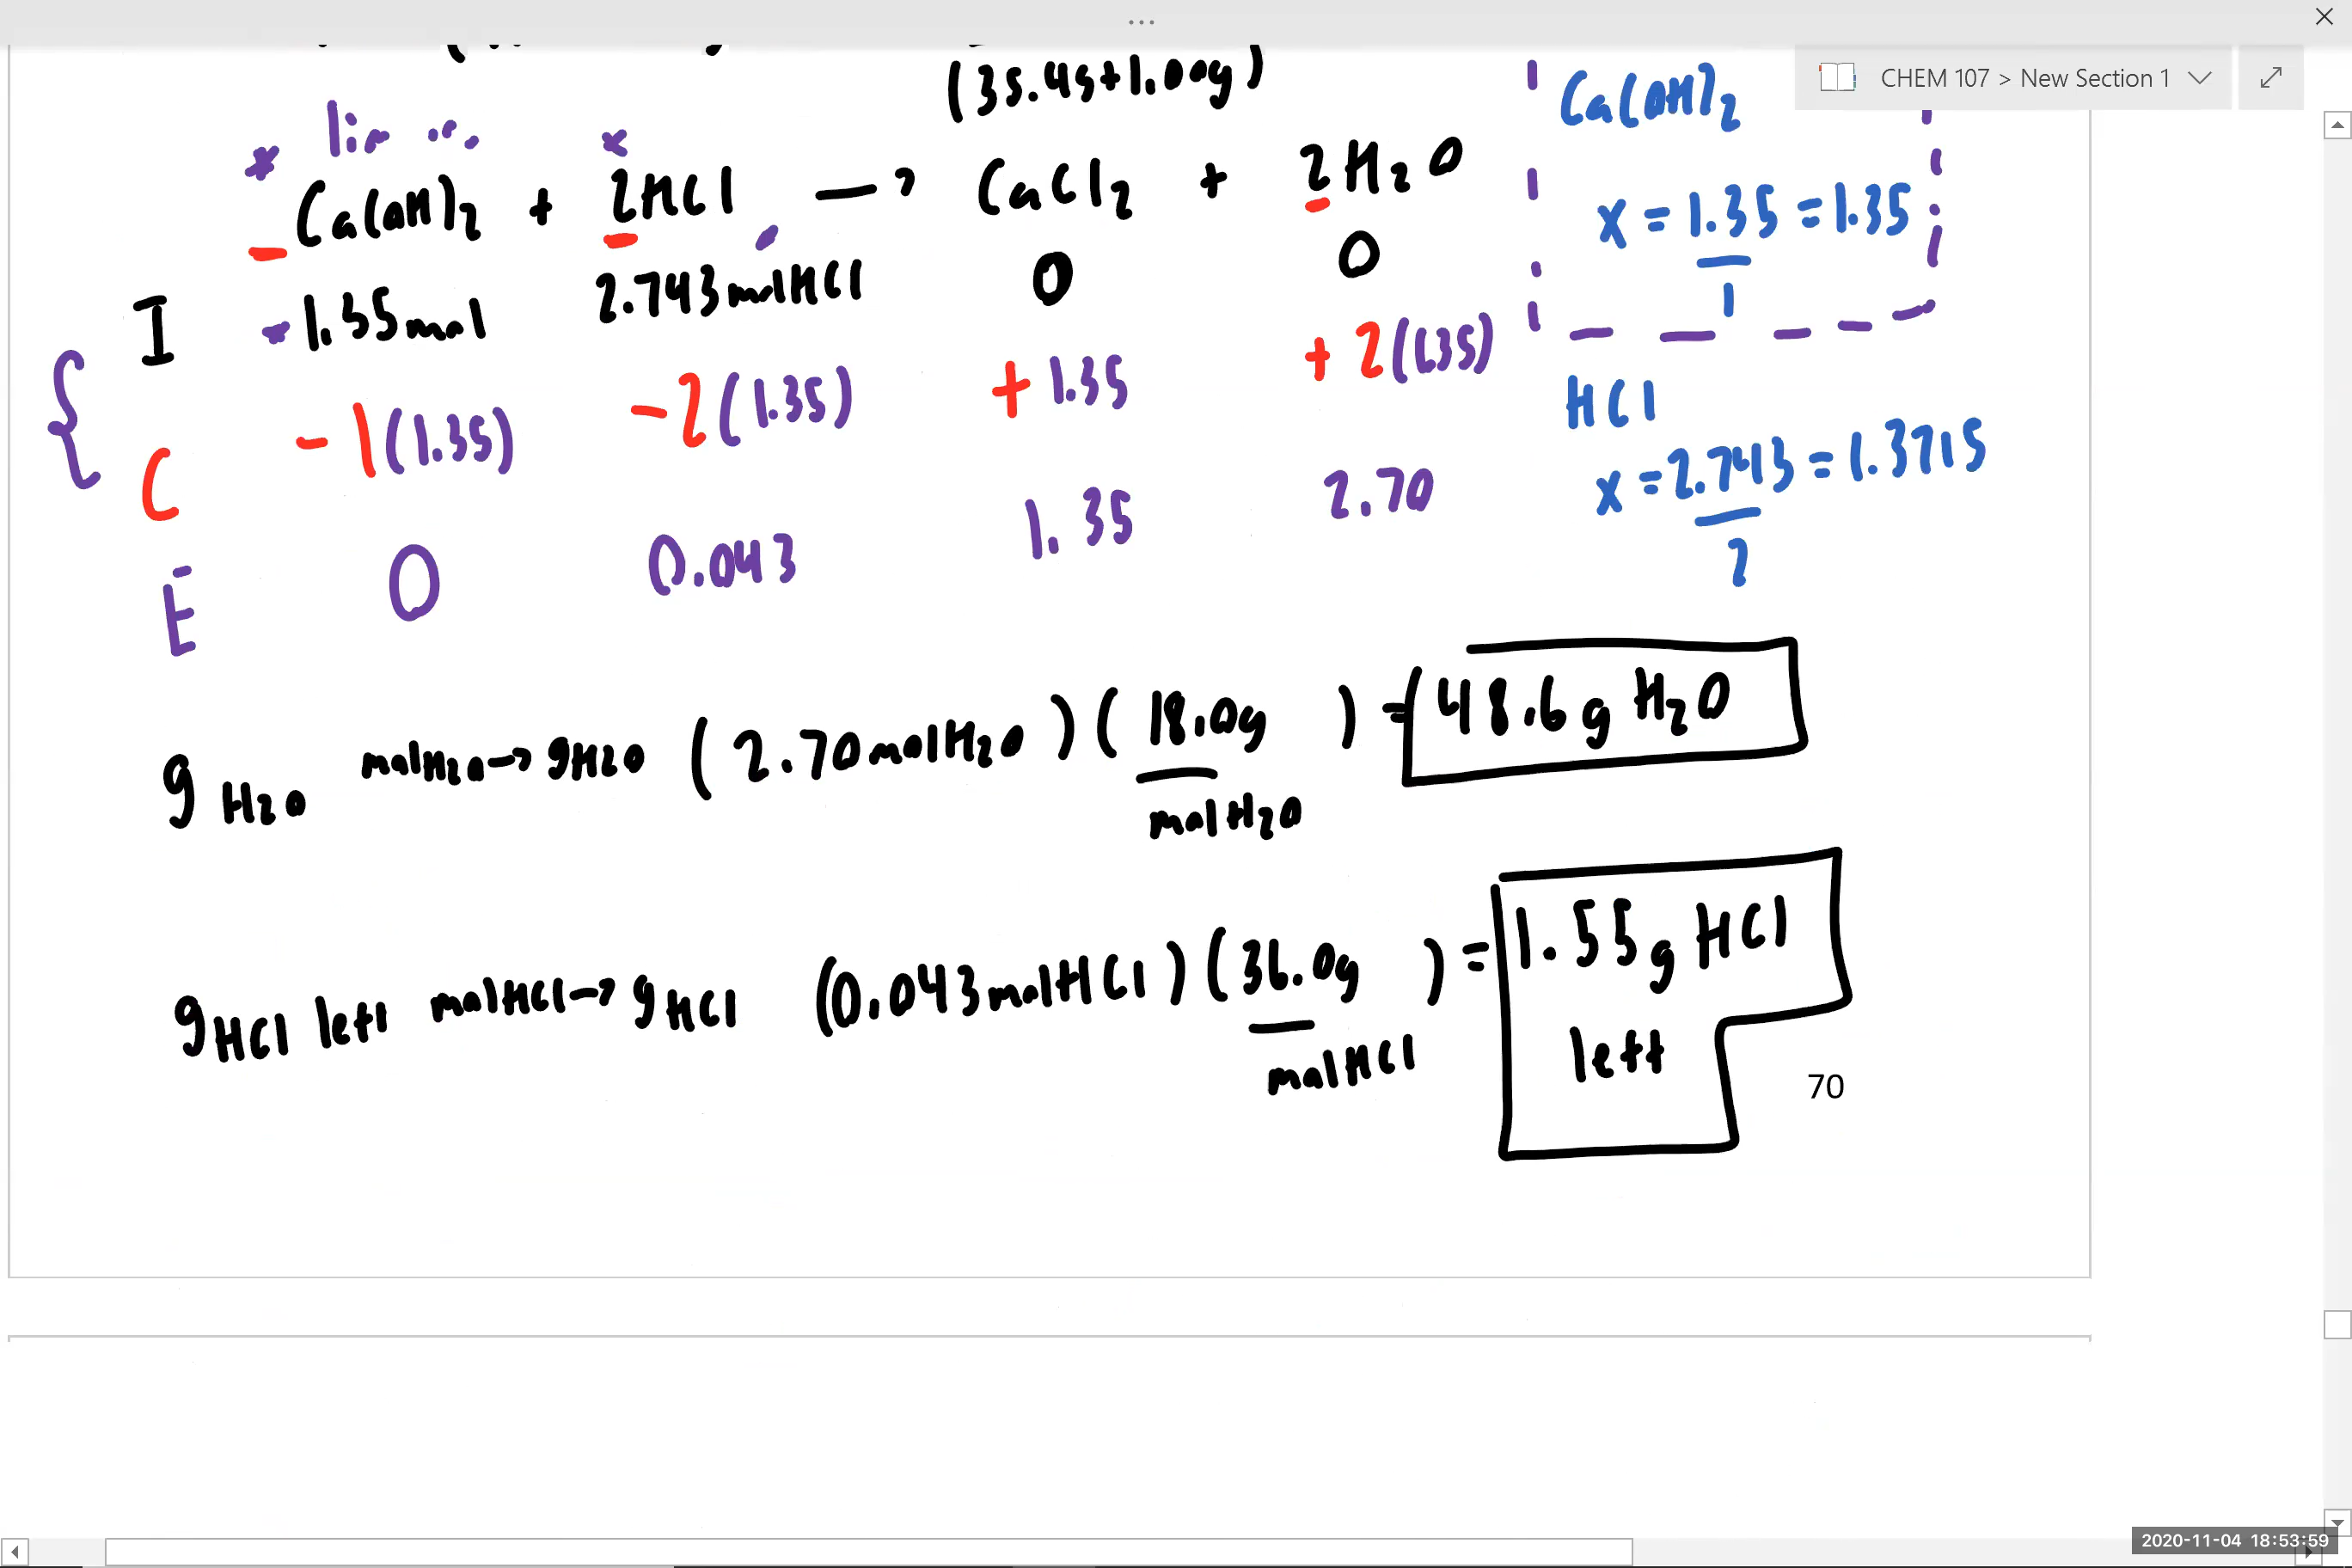 CHEM 107 > New Section 1
(35.45+1.00g)
Ca(OH)2
* lim *
Ca(OH)2 + 2HCl → CaCl2 + 2H2O
x = 1.35 = 1.35
1
I 1.35mol 2.743molHCl 0 0
C -1(1.35) -2(1.35) +1.35 +2(1.35)
HCl
x = 2.743 = 1.3715
2
E 0 0.043 1.35 2.70
gH2O molH2O→gH2O (2.70molH2O)(18.0g) = 48.6g H2O
molH2O
gHCl left molHCl→gHCl (0.043molHCl)(36.0g) = 1.55g HCl
molHCl
left
70
2020-11-04 18:53:59